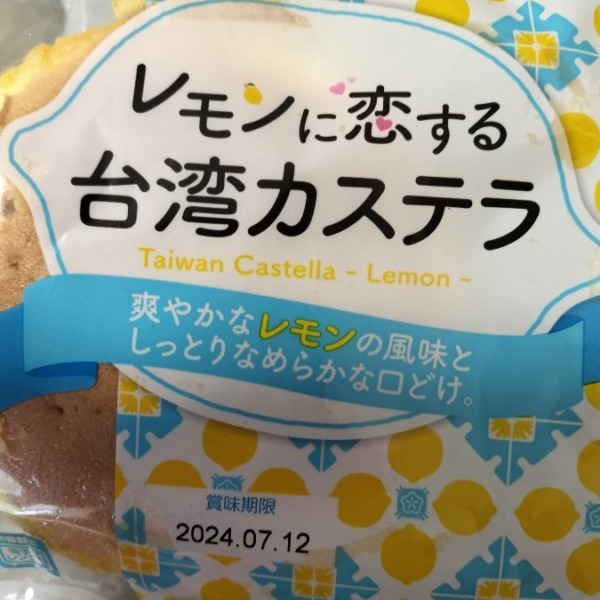 レモンに恋する
台湾カステラ
Taiwan Castella - Lemon -
爽やかなレモンの風味と
しっとりなめらかな口どけ。
賞味期限
2024.07.12